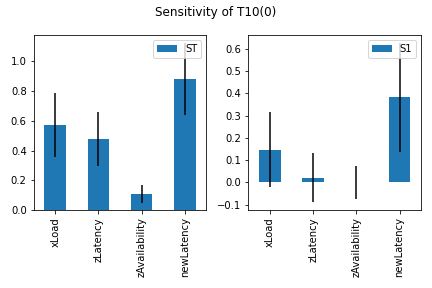 Sensitivity of T10(0)
ST
1.0
0.8
0.6
0.4
0.2
0.0
xLoad
zLatency
zAvailability
newLatency
S1
0.6
0.5
0.4
0.3
0.2
0.1
0.0
−0.1
xLoad
zLatency
zAvailability
newLatency